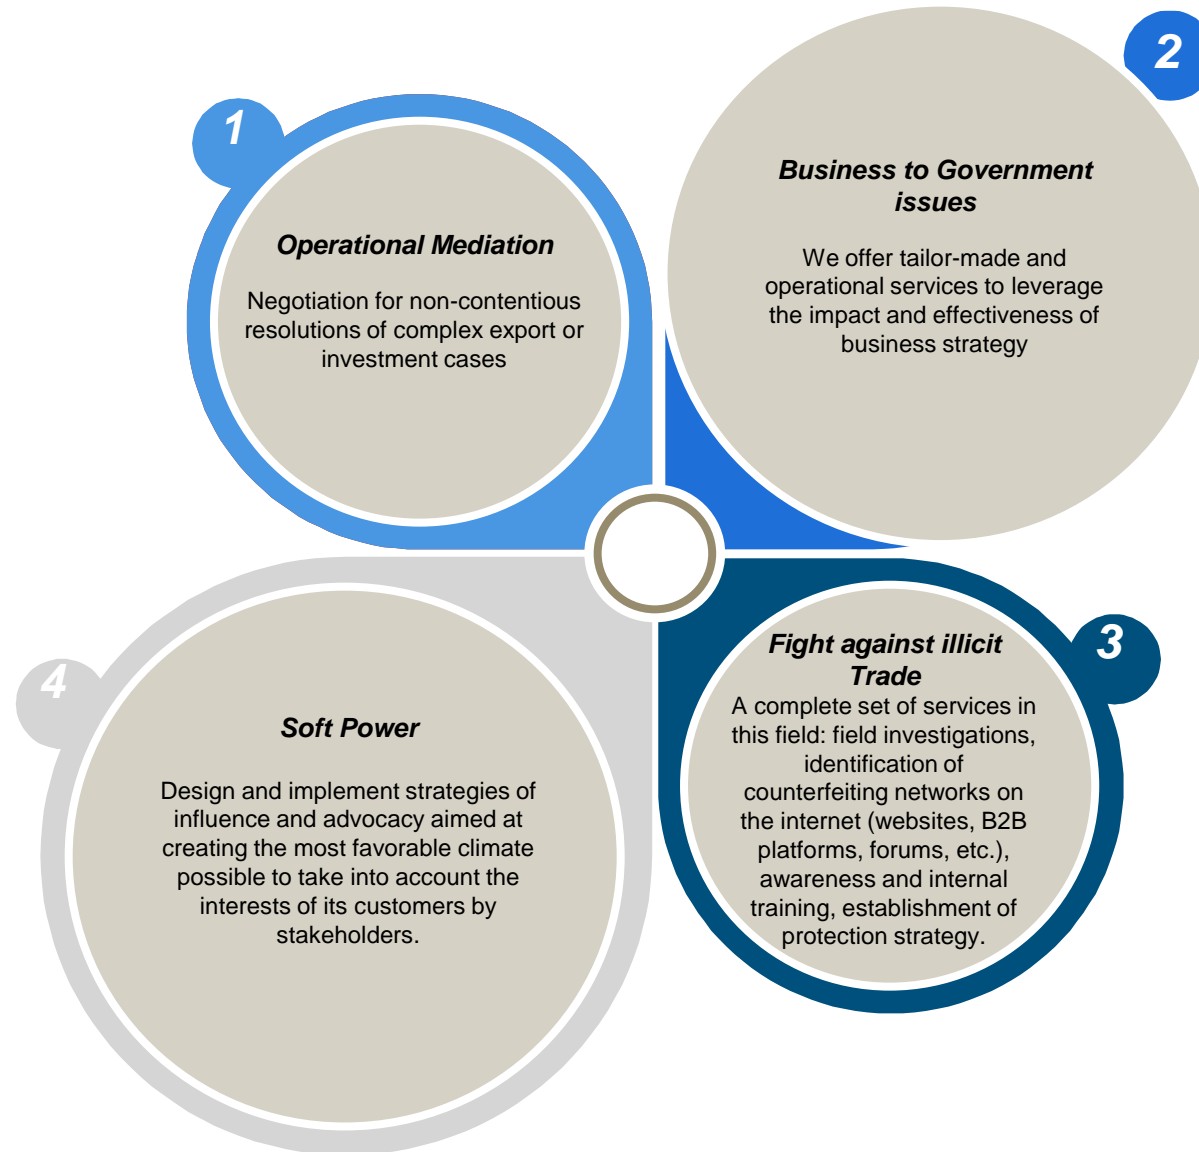 1
Operational Mediation
Negotiation for non-contentious
resolutions of complex export or
investment cases
2
Business to Government
issues
We offer tailor-made and
operational services to leverage
the impact and effectiveness of
business strategy
3
Fight against illicit
Trade
A complete set of services in
this field: field investigations,
identification of
counterfeiting networks on
the internet (websites, B2B
platforms, forums, etc.),
awareness and internal
training, establishment of
protection strategy.
4
Soft Power
Design and implement strategies of
influence and advocacy aimed at
creating the most favorable climate
possible to take into account the
interests of its customers by
stakeholders.